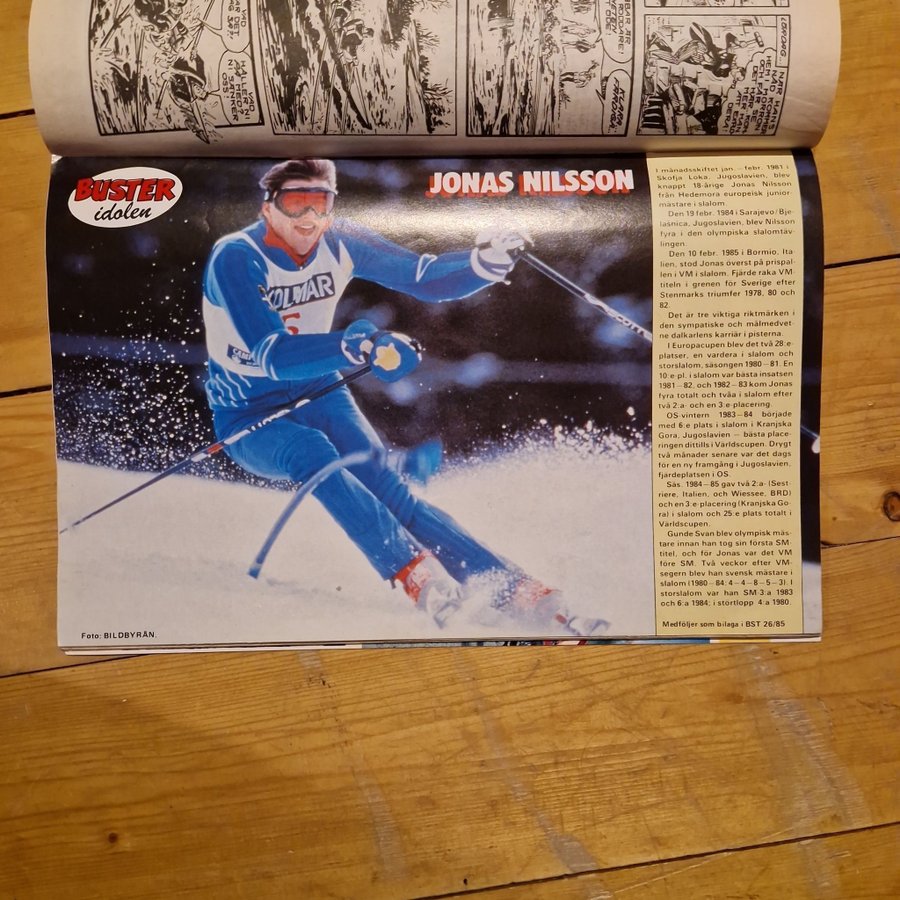 BUSTER
idolen
JONAS NILSSON
KOLMAR
I månadsskiftet jan – febr. 1981 i
Skofja Loka, Jugoslavien, blev
knappt 18-årige Jonas Nilsson
från Hedemora europeisk junior-
mästare i slalom.
Den 19 febr. 1984 i Sarajevo/Bje-
lasnica, Jugoslavien, blev Nilsson
fyra i den olympiska slalomtäv-
lingen.
Den 10 febr. 1985 i Bormio, Ita
lien, stod Jonas överst på prispal-
len i VM i slalom. Fjärde raka VM-
titeln i grenen för Sverige efter
Stenmarks triumfer 1978, 80 och
82.
Det är tre viktiga riktmärken i
den sympatiske och målmedvet-
ne dalkarlens karriär i pisterna.
I Europacupen blev det två 28:e-
platser, en vardera i slalom och
storslalom, säsongen 1980–81. En
10:e pl. i slalom var bästa insatsen
1981–82, och 1982–83 kom Jonas
fyra totalt och tvåa i slalom efter
två 2:a- och en 3:e-placering.
OS-vintern 1983–84 började
med 6:e plats i slalom i Kranjska
Gora, Jugoslavien – bästa place-
ringen dittills i Världscupen. Drygt
två månader senare var det dags
för en ny framgång i Jugoslavien,
fjärdeplatsen i OS.
Säs. 1984–85 gav två 2:a- (Sest
riere, Italien, och Wiessee, BRD)
och en 3:e-placering (Kranjska Go-
ra) i slalom och 25:e plats totalt i
Världscupen.
Gunde Svan blev olympisk mäs-
tare innan han tog sin första SM-
titel, och för Jonas var det VM
före SM. Två veckor efter VM-
segern blev han svensk mästare i
slalom (1980–84: 4–4–8–5–3). I
storslalom var han SM-3:a 1983
och 6:a 1984; i störtlopp 4:a 1980.
Medföljer som bilaga i BST 26/85
Foto: BILDBYRÅN.